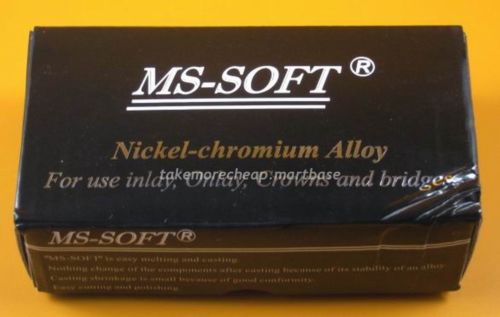 MS-SOFT®
Nickel-chromium Alloy
For use inldy, Onldy, Crowns and bridges
takemorecheap.martbase
MS-SOFT®
"MS-SOFT" is easy melting and casting
Nothing change of the components after casting because of its stability of an alloy
Casting shrinkage is small because of good conformity.
Easy cutting and polishing